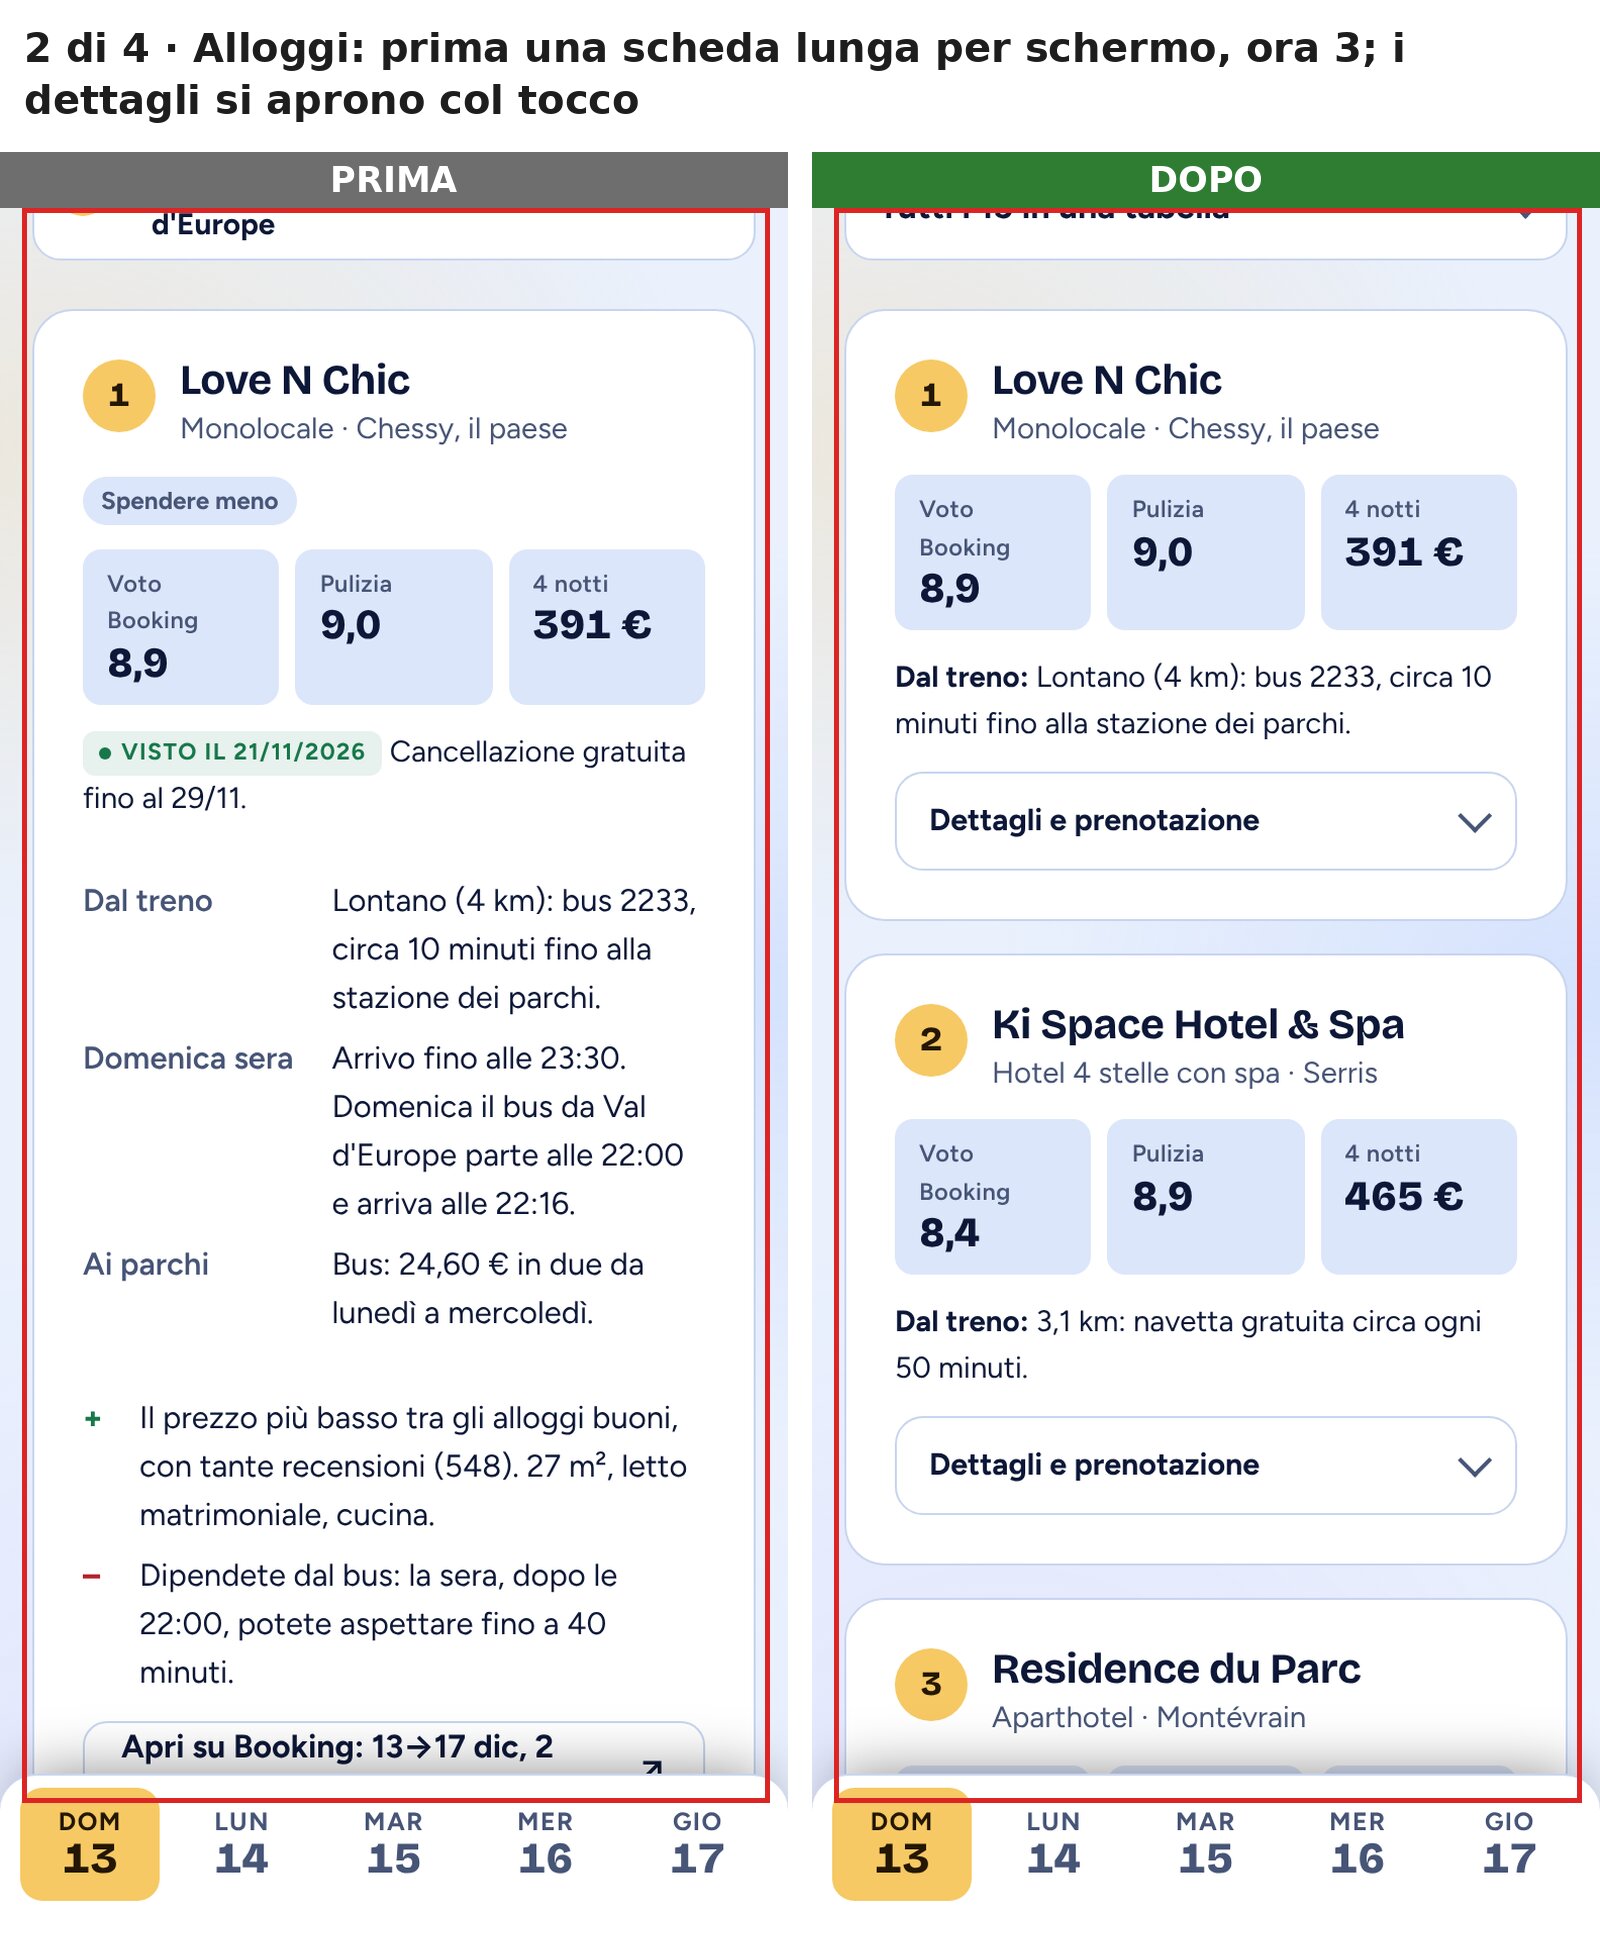 2 di 4 · Alloggi: prima una scheda lunga per schermo, ora 3; i
dettagli si aprono col tocco
PRIMA
d'Europe
1
Love N Chic
Monolocale · Chessy, il paese
Spendere meno
Voto
Booking
8,9
Pulizia
9,0
4 notti
391 €
● VISTO IL 21/11/2026 Cancellazione gratuita
fino al 29/11.
Dal treno
Lontano (4 km): bus 2233,
circa 10 minuti fino alla
stazione dei parchi.
Domenica sera
Arrivo fino alle 23:30.
Domenica il bus da Val
d'Europe parte alle 22:00
e arriva alle 22:16.
Ai parchi
Bus: 24,60 € in due da
lunedì a mercoledì.
+ Il prezzo più basso tra gli alloggi buoni,
con tante recensioni (548). 27 m², letto
matrimoniale, cucina.
– Dipendete dal bus: la sera, dopo le
22:00, potete aspettare fino a 40
minuti.
Apri su Booking: 13→17 dic, 2
DOM
13
LUN
14
MAR
15
MER
16
GIO
17
DOPO
in una tabella
1
Love N Chic
Monolocale · Chessy, il paese
Voto
Booking
8,9
Pulizia
9,0
4 notti
391 €
Dal treno: Lontano (4 km): bus 2233, circa 10
minuti fino alla stazione dei parchi.
Dettagli e prenotazione
2
Ki Space Hotel & Spa
Hotel 4 stelle con spa · Serris
Voto
Booking
8,4
Pulizia
8,9
4 notti
465 €
Dal treno: 3,1 km: navetta gratuita circa ogni
50 minuti.
Dettagli e prenotazione
3
Residence du Parc
Aparthotel · Montévrain
DOM
13
LUN
14
MAR
15
MER
16
GIO
17